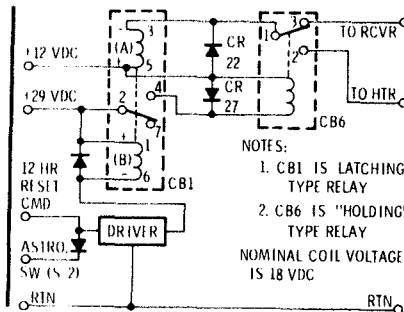 3
(A)
+12 VDC
+
5
4
+29 VDC
2
7
+
1
(B)
-
6
CB1
CR
22
CR
27
3
1
2
CB6
TO RCVR
TO HTR
NOTES:
1. CB1 IS LATCHING
TYPE RELAY
2. CB6 IS "HOLDING"
TYPE RELAY
NOMINAL COIL VOLTAGE
IS 18 VDC
12 HR
RESET
CMD
DRIVER
ASTRO.
SW (S 2)
RTN
RTN